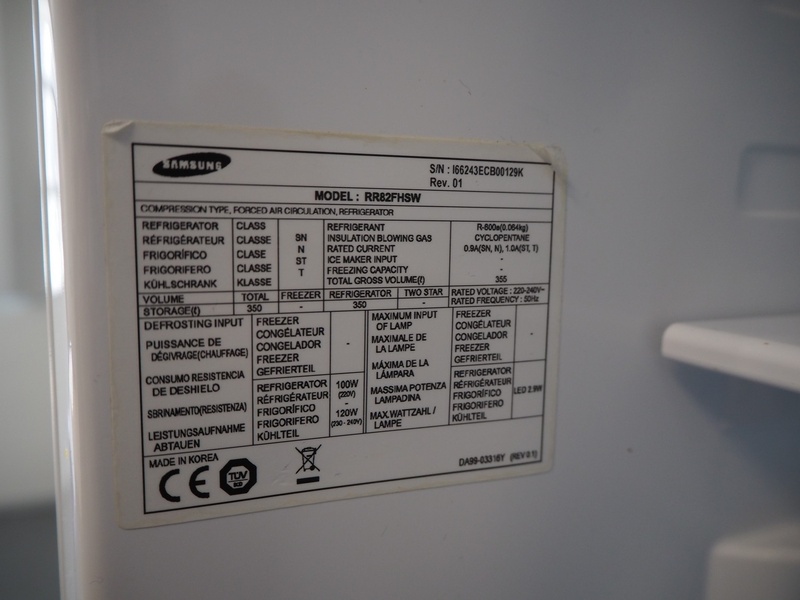 SAMSUNG
S/N : I66243ECB00129K
Rev. 01
MODEL : RR82FHSW
COMPRESSION TYPE, FORCED AIR CIRCULATION, REFRIGERATOR
REFRIGERATOR CLASS
RÉFRIGÉRATEUR CLASSE
FRIGORÍFICO CLASE
FRIGORIFERO CLASSE
KÜHLSCHRANK KLASSE
SN
N
ST
T
REFRIGERANT R-600a(0.064kg)
INSULATION BLOWING GAS CYCLOPENTANE
RATED CURRENT 0.9A(SN, N), 1.0A(ST, T)
ICE MAKER INPUT -
FREEZING CAPACITY -
TOTAL GROSS VOLUME(ℓ) 355
VOLUME TOTAL FREEZER REFRIGERATOR TWO STAR
STORAGE(ℓ) 350 - 350 -
RATED VOLTAGE : 220-240V~
RATED FREQUENCY : 50Hz
DEFROSTING INPUT
PUISSANCE DE
DÉGIVRAGE(CHAUFFAGE)
CONSUMO RESISTENCIA
DE DESHIELO
SBRINAMENTO(RESISTENZA)
LEISTUNGSAUFNAHME
ABTAUEN
FREEZER
CONGÉLATEUR
CONGELADOR
FREEZER
GEFRIERTEIL
-
REFRIGERATOR
RÉFRIGÉRATEUR
FRIGORÍFICO
FRIGORIFERO
KÜHLTEIL
100W
(220V)
-
120W
(230 - 240V)
MAXIMUM INPUT
OF LAMP
MAXIMALE DE
LA LAMPE
MÁXIMA DE LA
LÁMPARA
MASSIMA POTENZA
LAMPADINA
MAX.WATTZAHL /
LAMPE
FREEZER
CONGÉLATEUR
CONGELADOR
FREEZER
GEFRIERTEIL
-
REFRIGERATOR
RÉFRIGÉRATEUR
FRIGORÍFICO
FRIGORIFERO
KÜHLTEIL
LED 2.9W
MADE IN KOREA
CE
TÜV
DA99-03316Y (REV 0.1)